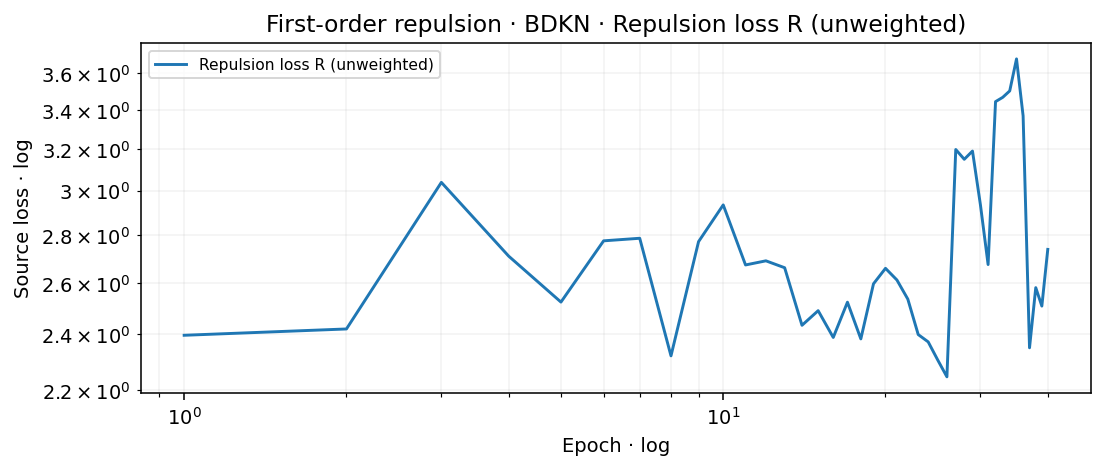 First-order repulsion · BDKN · Repulsion loss R (unweighted)
Repulsion loss R (unweighted)
Source loss · log
3.6 × 10⁰
3.4 × 10⁰
3.2 × 10⁰
3 × 10⁰
2.8 × 10⁰
2.6 × 10⁰
2.4 × 10⁰
2.2 × 10⁰
10⁰ 10¹
Epoch · log